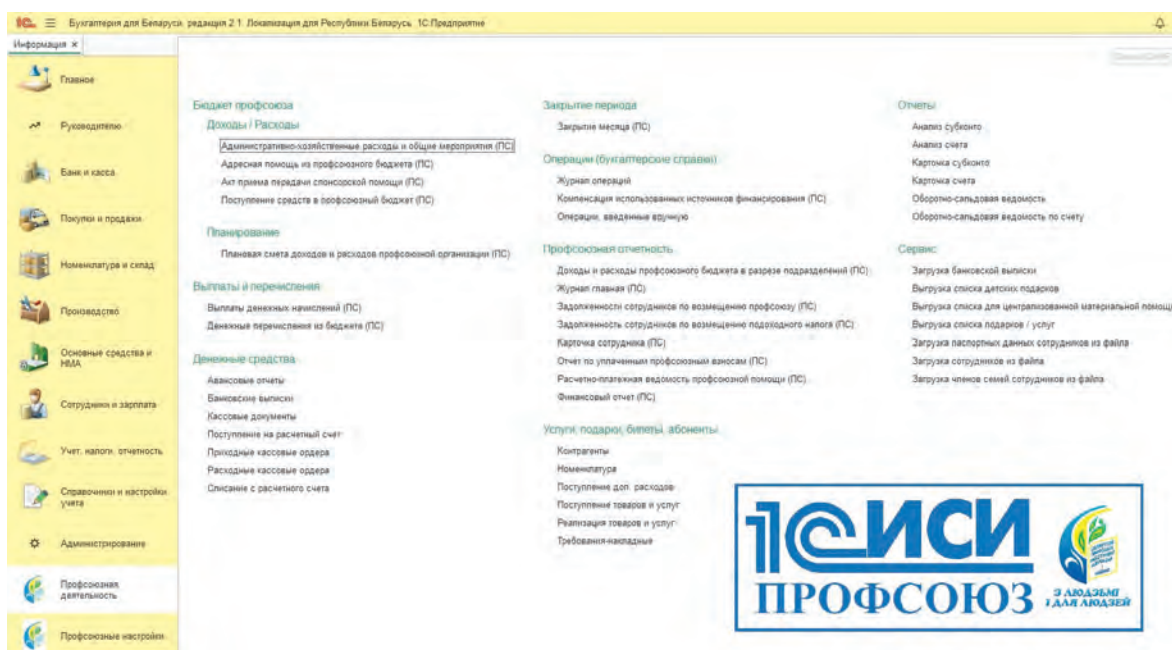 1С
Бухгалтерия для Беларуси, редакция 2.1. Локализация для Республики Беларусь. 1С:Предприятие
Информация ×
Главное
Руководителю
Банк и касса
Покупки и продажи
Номенклатура и склад
Производство
Основные средства и
НМА
Сотрудники и зарплата
Учет, налоги, отчетность
Справочники и настройки
учета
Администрирование
Профсоюзная
деятельность
Профсоюзные настройки
Бюджет профсоюза
Доходы / Расходы
Административно-хозяйственные расходы и общие мероприятия (ПС)
Адресная помощь из профсоюзного бюджета (ПС)
Акт приема передачи спонсорской помощи (ПС)
Поступление средств в профсоюзный бюджет (ПС)
Планирование
Плановая смета доходов и расходов профсоюзной организации (ПС)
Выплаты и перечисления
Выплаты денежных начислений (ПС)
Денежные перечисления из бюджета (ПС)
Денежные средства
Авансовые отчеты
Банковские выписки
Кассовые документы
Поступление на расчетный счет
Приходные кассовые ордера
Расходные кассовые ордера
Списание с расчетного счета
Закрытие периода
Закрытие месяца (ПС)
Операции (бухгалтерские справки)
Журнал операций
Компенсация использованных источников финансирования (ПС)
Операции, введенные вручную
Профсоюзная отчетность
Доходы и расходы профсоюзного бюджета в разрезе подразделений (ПС)
Журнал главная (ПС)
Задолженности сотрудников по возмещению профсоюзу (ПС)
Задолженность сотрудников по возмещению подоходного налога (ПС)
Карточка сотрудника (ПС)
Отчет по уплаченным профсоюзным взносам (ПС)
Расчетно-платежная ведомость профсоюзной помощи (ПС)
Финансовый отчет (ПС)
Услуги, подарки, билеты, абоненты
Контрагенты
Номенклатура
Поступление доп. расходов
Поступление товаров и услуг
Реализация товаров и услуг
Требования-накладные
Отчеты
Анализ субконто
Анализ счета
Карточка субконто
Карточка счета
Оборотно-сальдовая ведомость
Оборотно-сальдовая ведомость по счету
Сервис
Загрузка банковской выписки
Выгрузка списка детских подарков
Выгрузка списка для централизованной материальной помощи
Выгрузка списка подарков / услуг
Загрузка паспортных данных сотрудников из файла
Загрузка сотрудников из файла
Загрузка членов семей сотрудников из файла
1С ИСИ
ПРОФСОЮЗ
З ЛЮДЗЬМІ
І ДЛЯ ЛЮДЗЕЙ